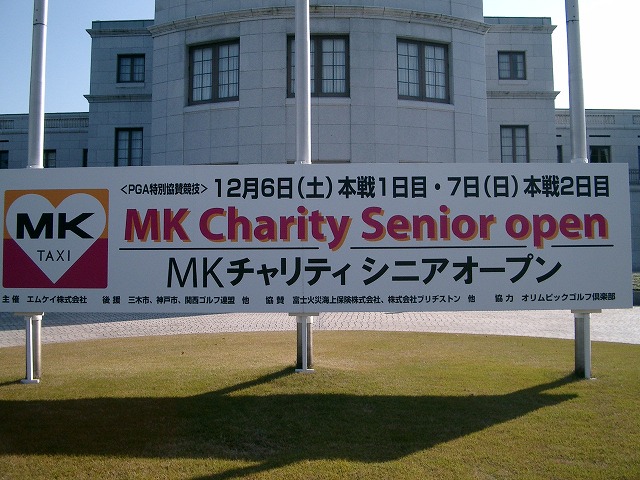 <PGA特別協賛競技> 12月6日(土)本戦1日目・7日(日)本戦2日目
MK
TAXI
MK Charity Senior open
MKチャリティ シニアオープン
主催 エムケイ株式会社 後援 三木市、神戸市、関西ゴルフ連盟 他 協賛 富士火災海上保険株式会社、株式会社ブリヂストン 他 協力 オリムピックゴルフ倶楽部